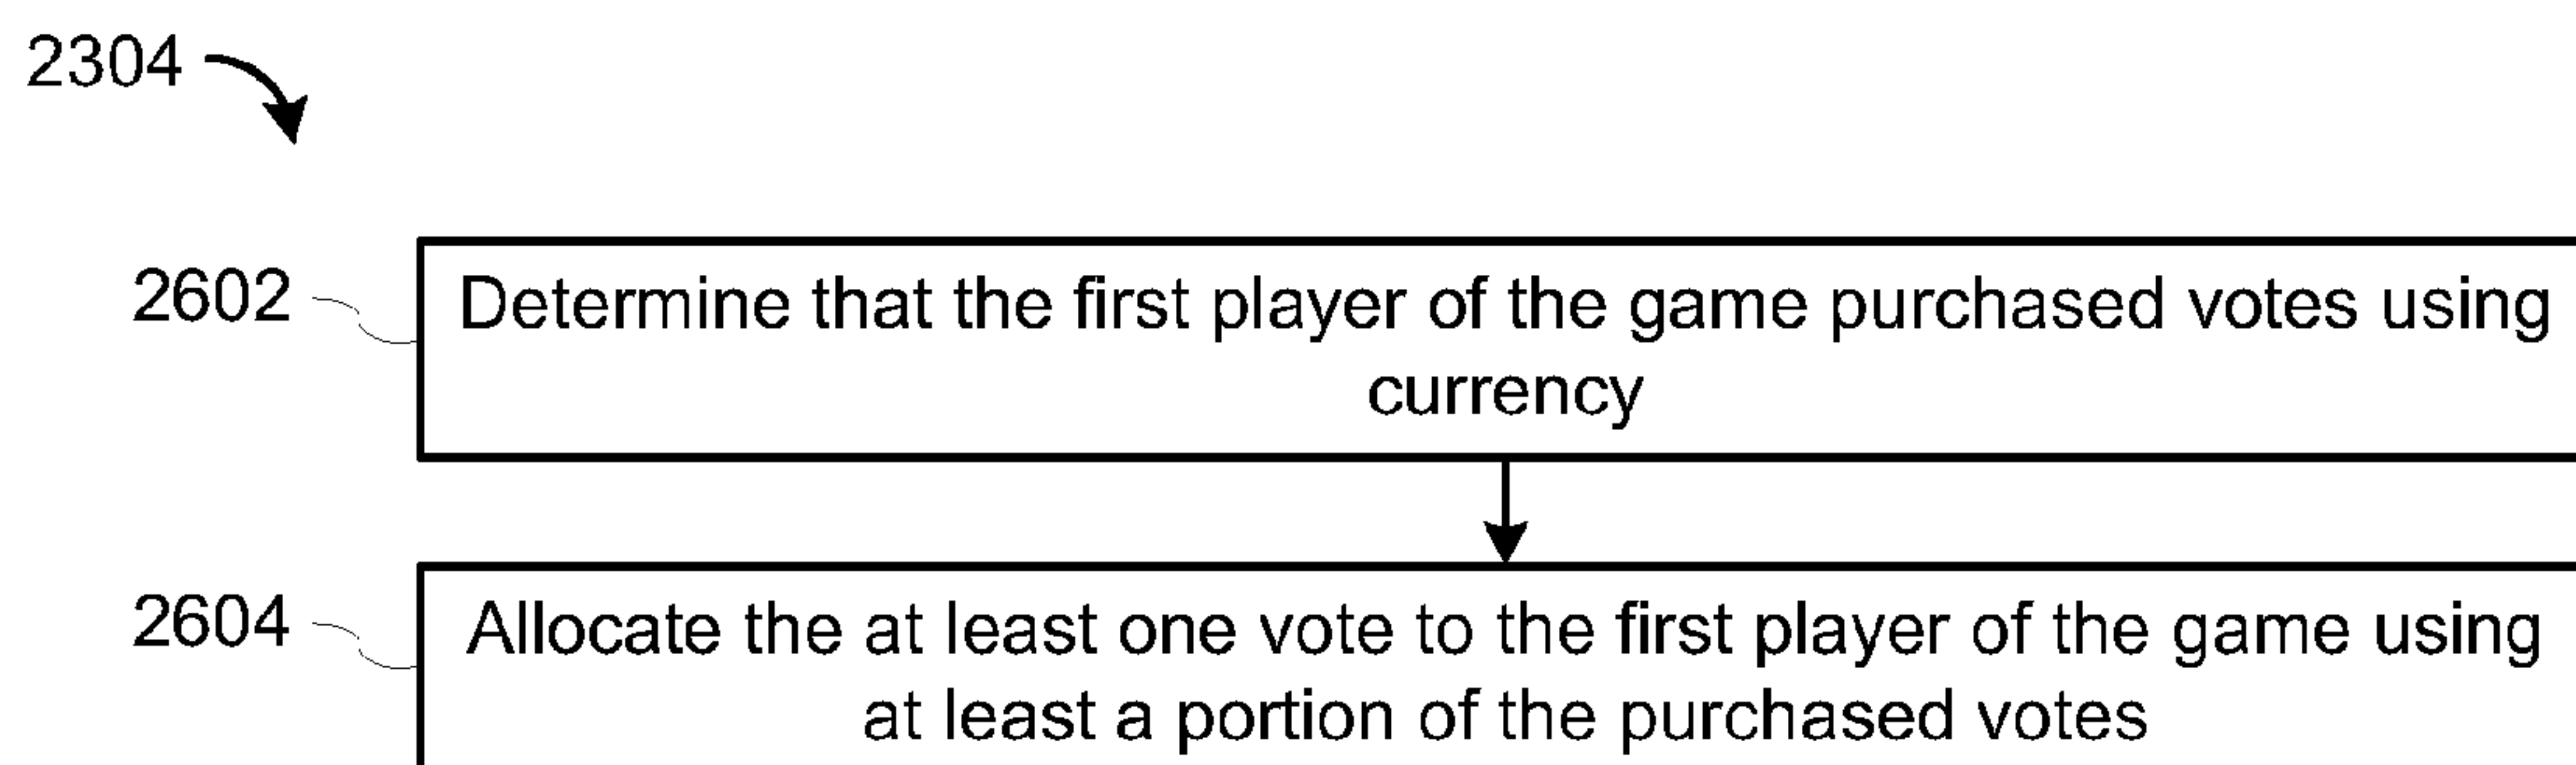 2304
2602
Determine that the first player of the game purchased votes using
currency
2604
Allocate the at least one vote to the first player of the game using
at least a portion of the purchased votes